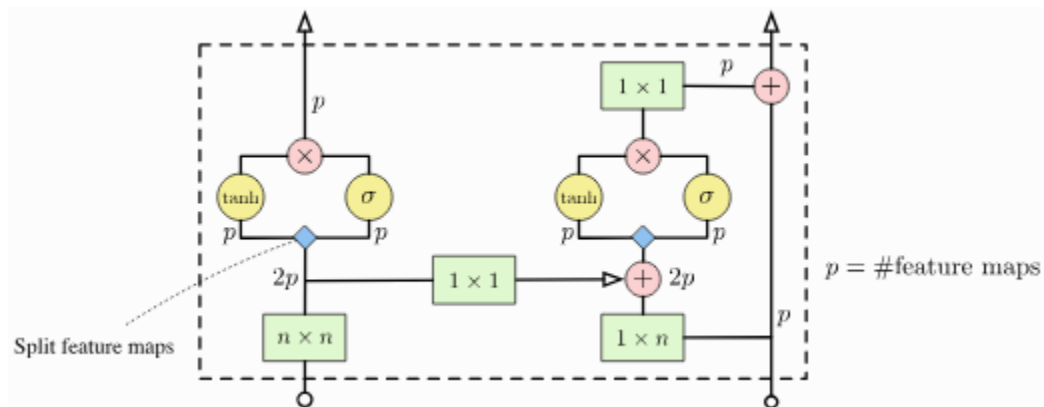 p
1 × 1
p
+
×
×
tanh
σ
tanh
σ
p
p
p
p
2p
1 × 1
+
2p
p = #feature maps
n × n
1 × n
p
Split feature maps